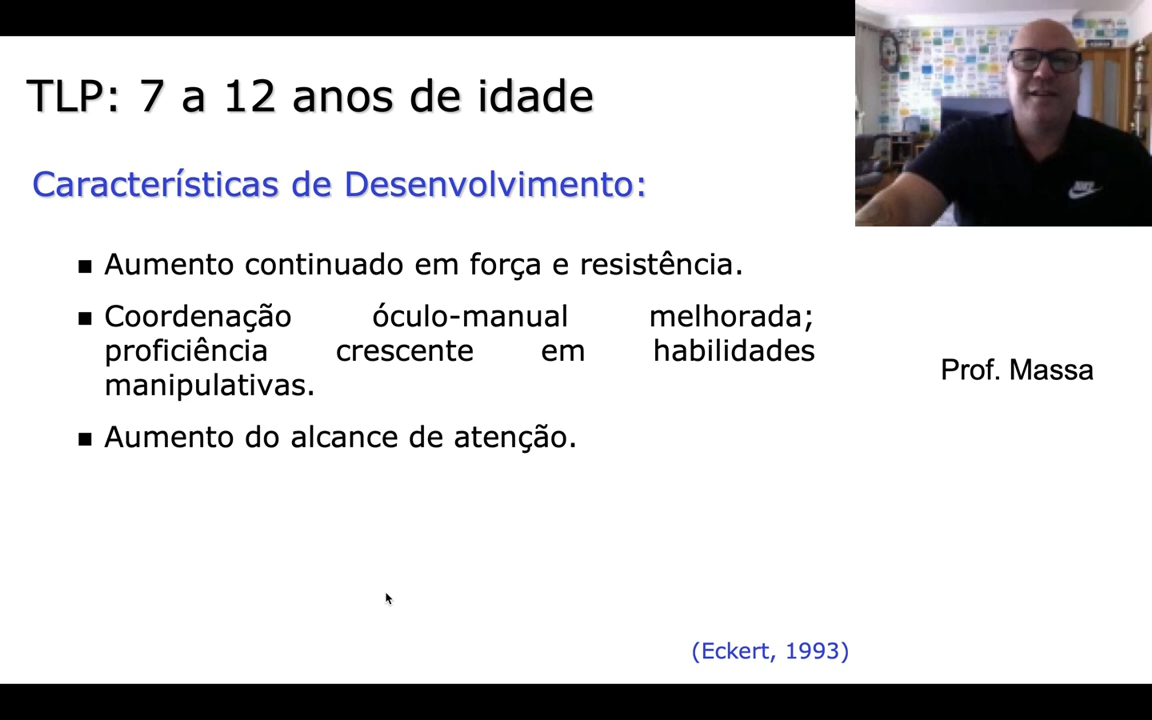 TLP: 7 a 12 anos de idade
Características de Desenvolvimento:
Aumento continuado em força e resistência.
Coordenação óculo-manual melhorada;
proficiência crescente em habilidades
manipulativas.
Aumento do alcance de atenção.
Prof. Massa
(Eckert, 1993)